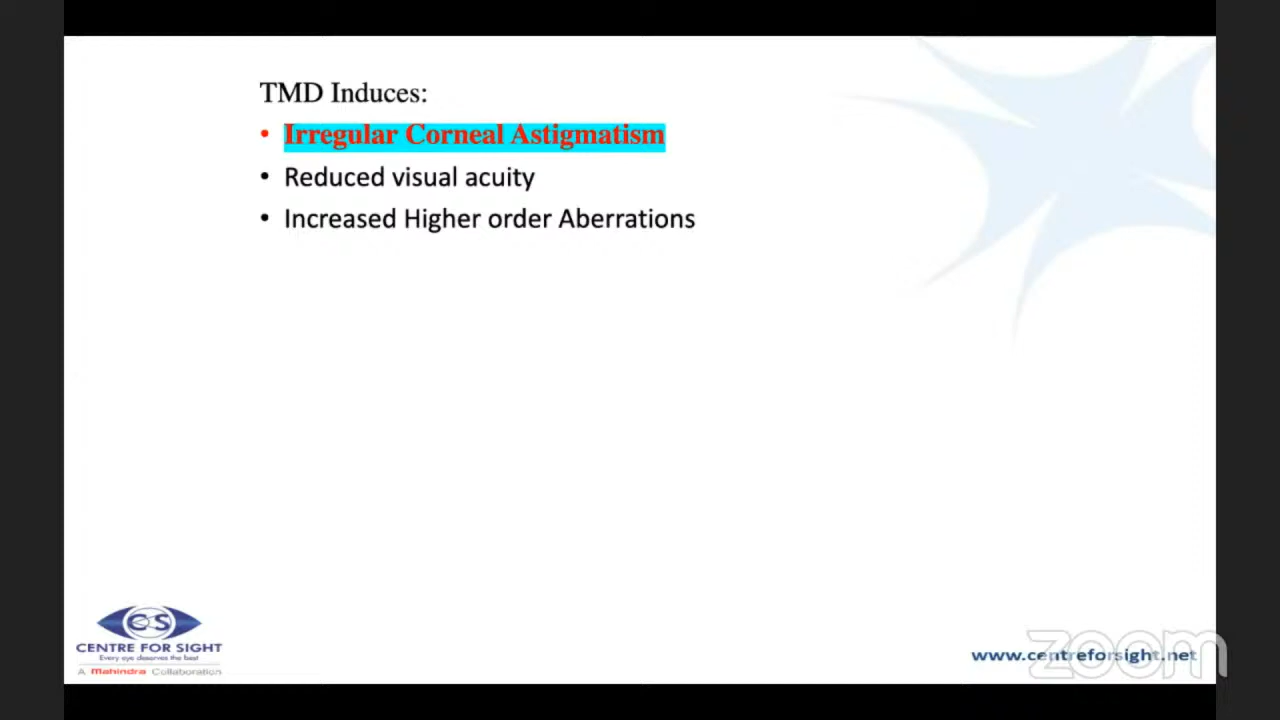 TMD Induces:
• Irregular Corneal Astigmatism
• Reduced visual acuity
• Increased Higher order Aberrations
CFS
CENTRE FOR SIGHT
Every eye deserves the best
A Mahindra Collaboration
www.centreforsight.net
zoom